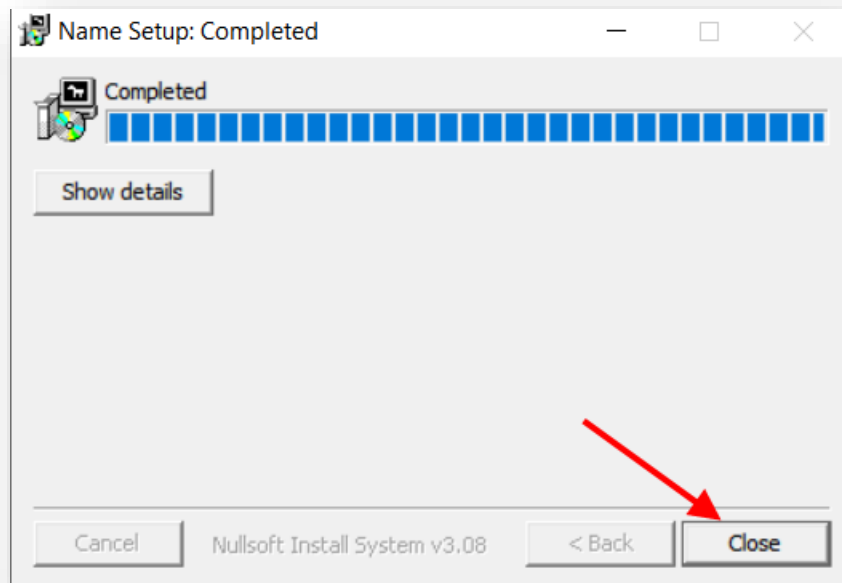 Name Setup: Completed
Completed
Show details
Cancel Nullsoft Install System v3.08 < Back Close